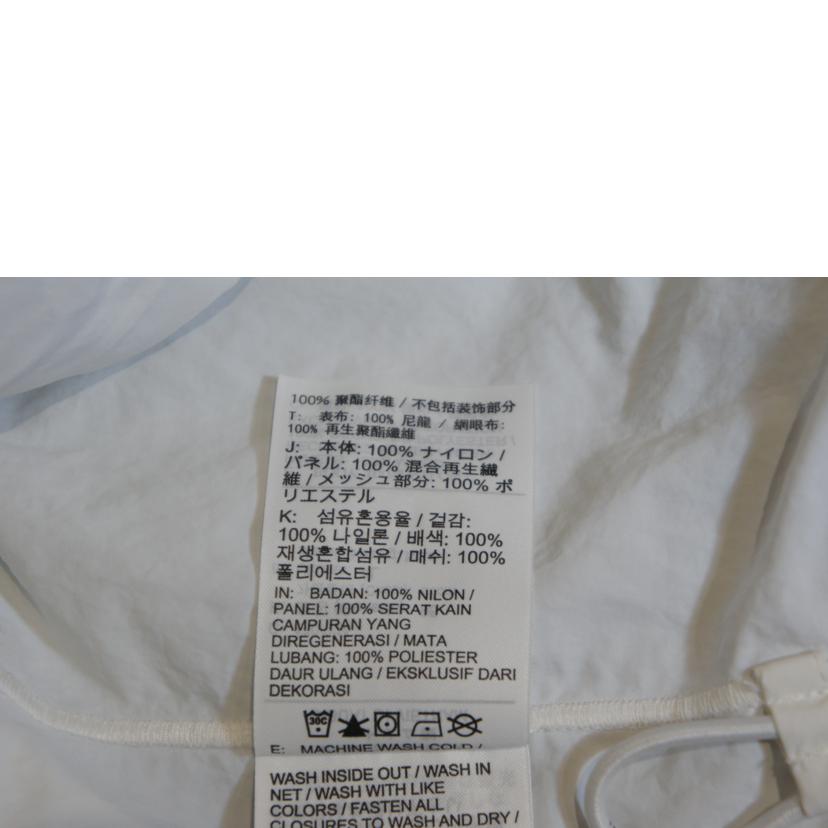 100% 聚酯纤维 / 不包括装饰部分
T: 表布: 100% 尼龍 / 網眼布:
100% 再生聚酯纖維
J: 本体: 100% ナイロン /
パネル: 100% 混合再生繊
維 / メッシュ部分: 100% ポ
リエステル
K: 섬유혼용율 / 겉감:
100% 나일론 / 배색: 100%
재생혼합섬유 / 매쉬: 100%
폴리에스터
IN: BADAN: 100% NILON /
PANEL: 100% SERAT KAIN
CAMPURAN YANG
DIREGENERASI / MATA
LUBANG: 100% POLIESTER
DAUR ULANG / EKSKLUSIF DARI
DEKORASI
30C
E: MACHINE WASH COLD /
WASH INSIDE OUT / WASH IN
NET / WASH WITH LIKE
COLORS / FASTEN ALL
CLOSURES TO WASH AND DRY /